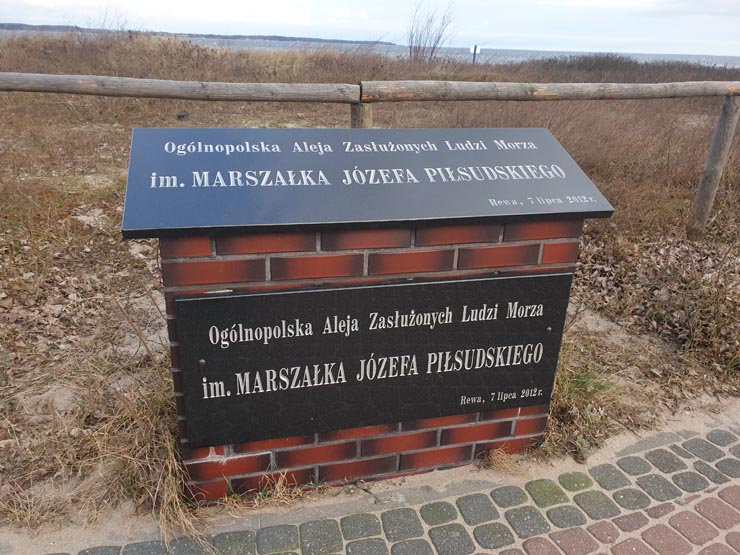 Ogólnopolska Aleja Zasłużonych Ludzi Morza
im. MARSZAŁKA JÓZEFA PIŁSUDSKIEGO
Rewa, 7 lipca 2012 r.
Ogólnopolska Aleja Zasłużonych Ludzi Morza
im. MARSZAŁKA JÓZEFA PIŁSUDSKIEGO
Rewa, 7 lipca 2012 r.